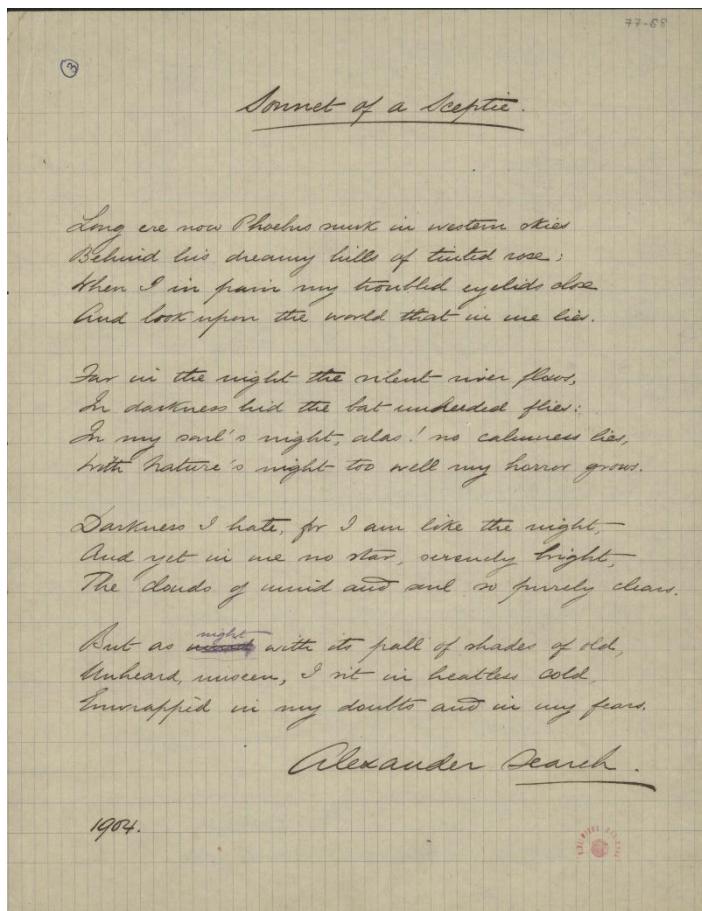 77-68
3
Sonnet of a Sceptic.
Long ere now Phoebus sunk in western skies
Behind his dreamy hills of tinted rose;
When I in pain my troubled eyelids close
And look upon the world that in me lies.
Far in the night the silent river flows,
In darkness hid the bat unheeded flies:
In my soul's night, alas! no calmness lies,
With Nature's night too well my horror grows.
Darkness I hate, for I am like the night,
And yet in me no star, serenely bright,
The clouds of mind and soul so purely clears.
night
But as with its pall of shades of old,
Unheard, unseen, I sit in heatless cold,
Enwrappèd in my doubts and in my fears.
Alexander Search.
1904.